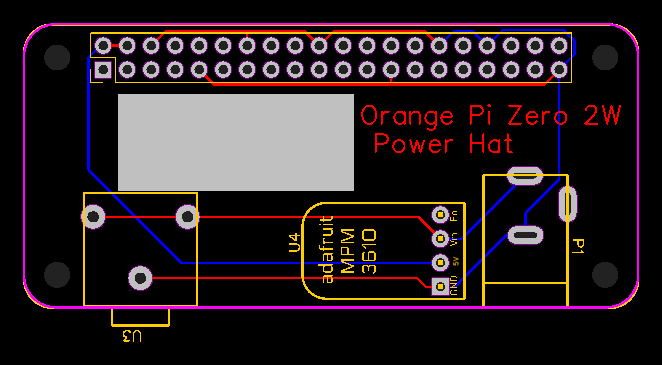 Orange Pi Zero 2W
Power Hat
U4
adafruit
MPM
3610
En
Vin
5V
GND
P1
U3